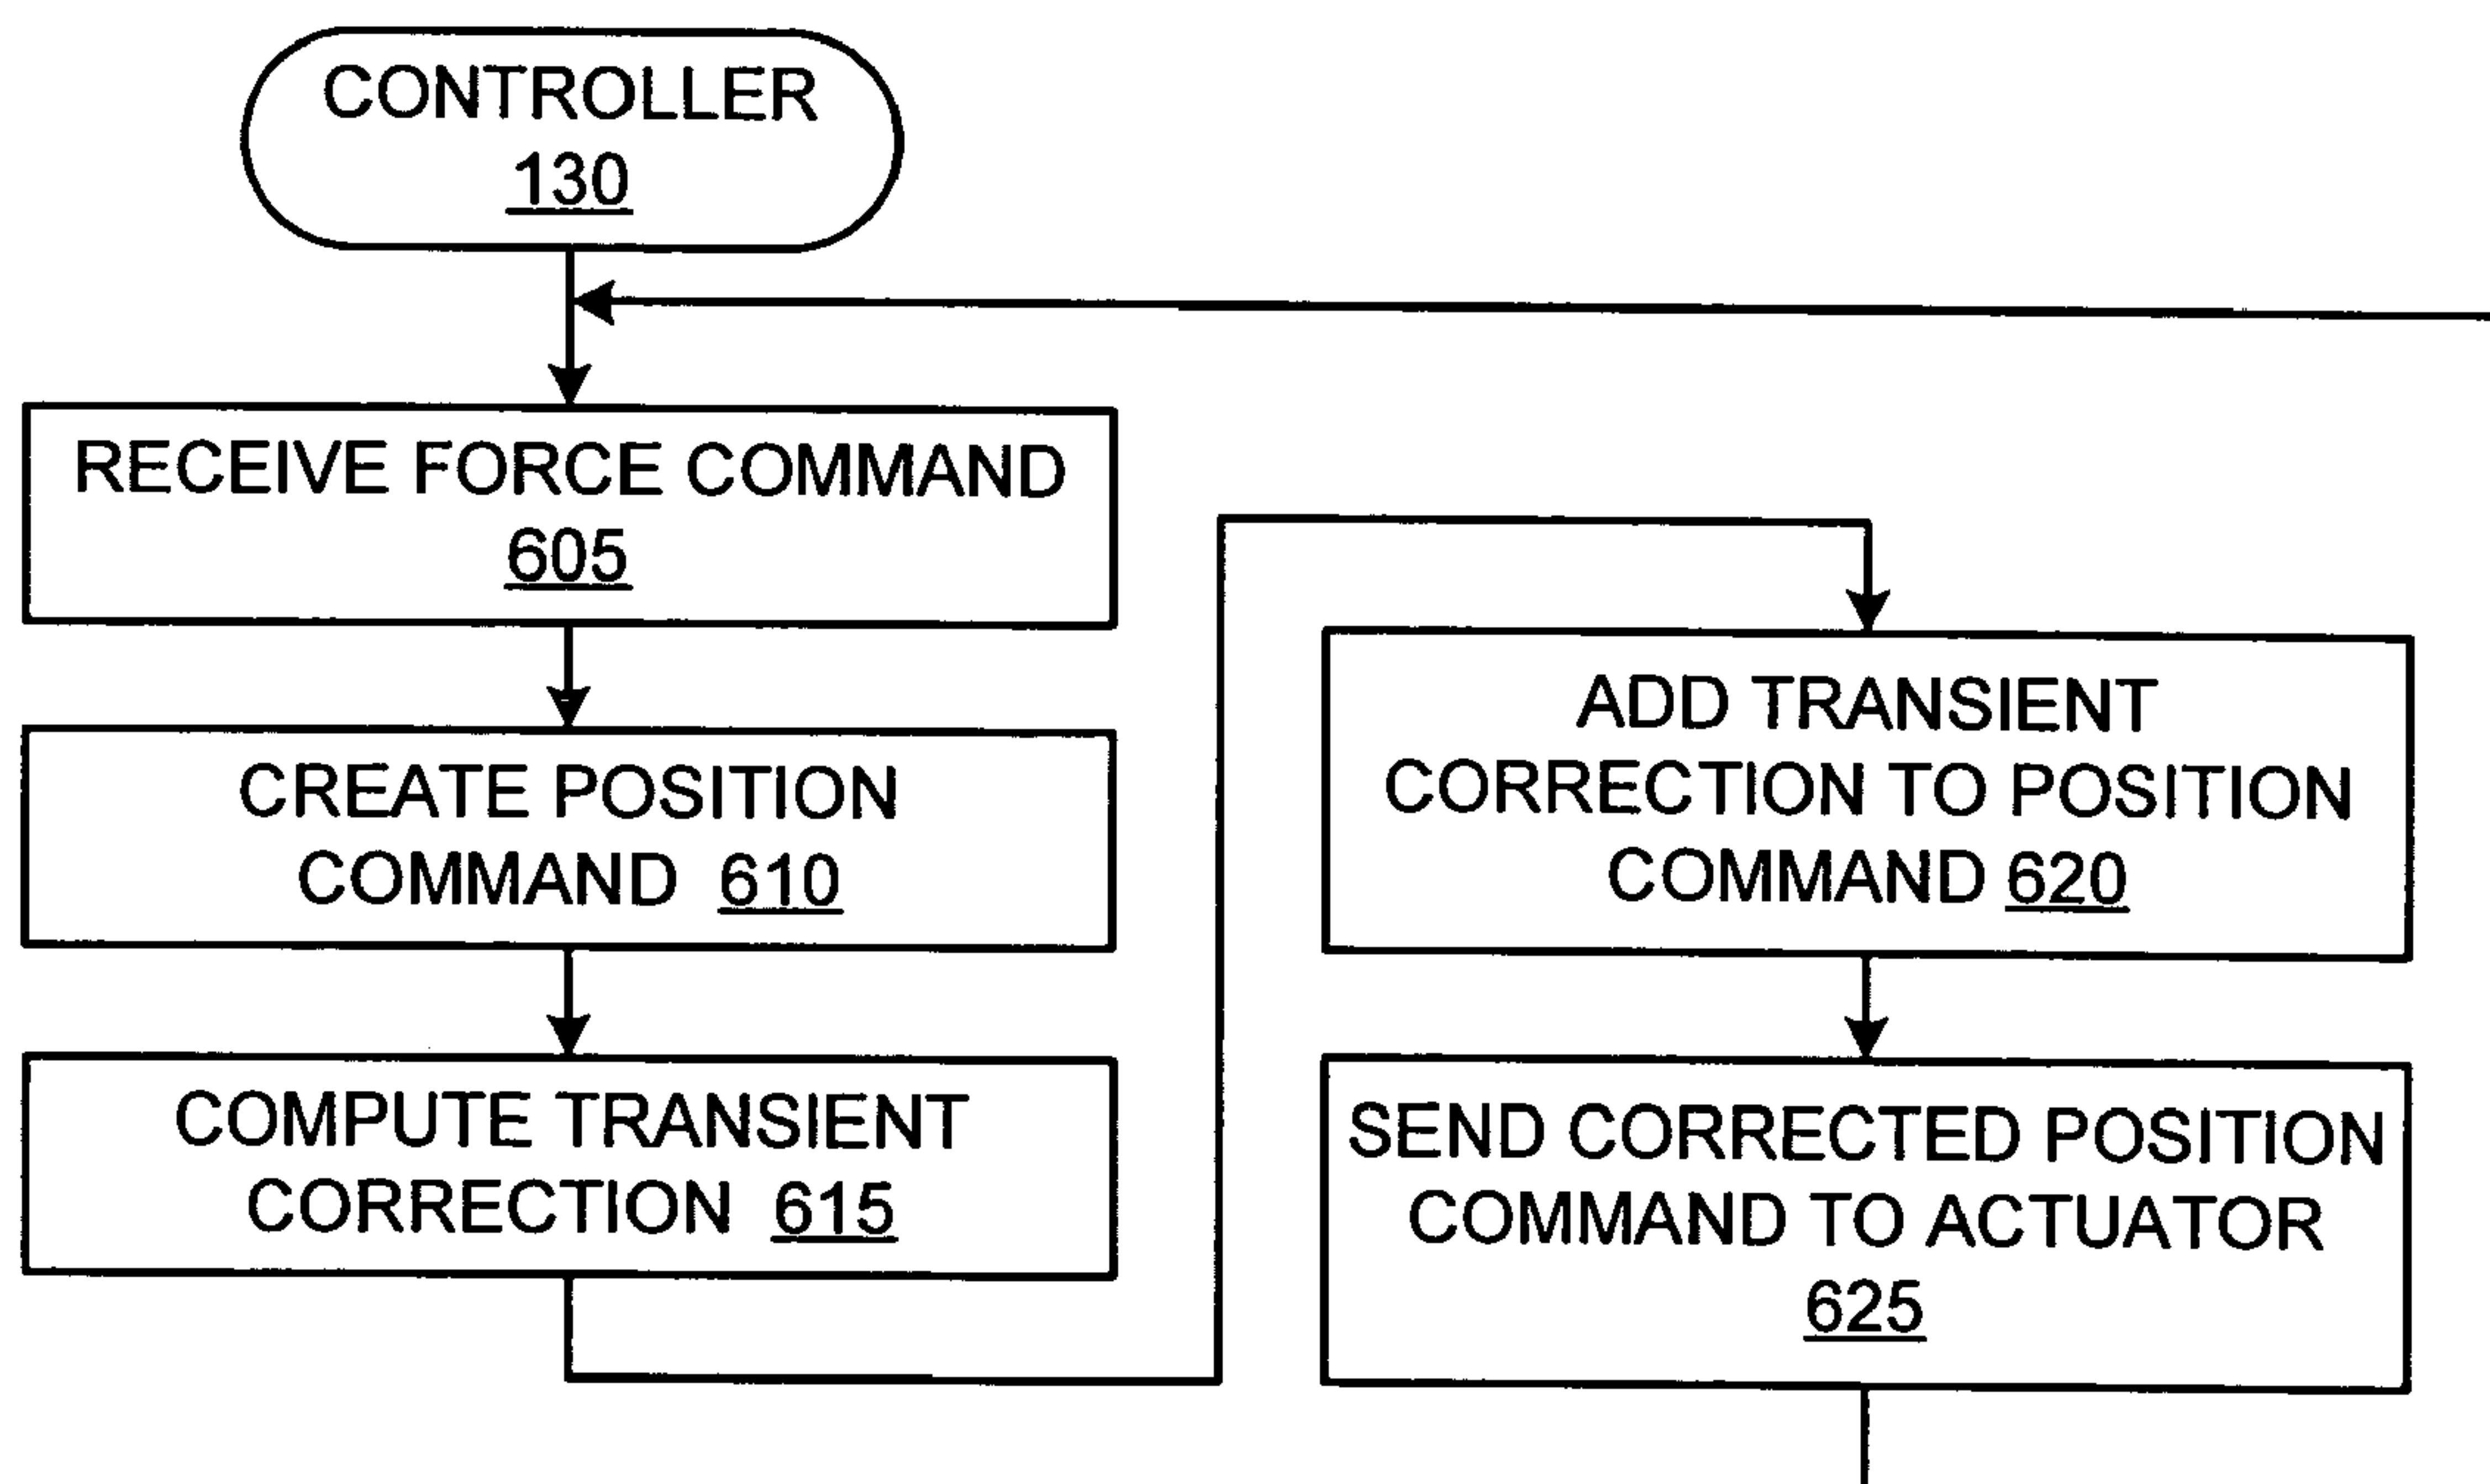 CONTROLLER
130
RECEIVE FORCE COMMAND
605
CREATE POSITION
COMMAND 610
COMPUTE TRANSIENT
CORRECTION 615
ADD TRANSIENT
CORRECTION TO POSITION
COMMAND 620
SEND CORRECTED POSITION
COMMAND TO ACTUATOR
625